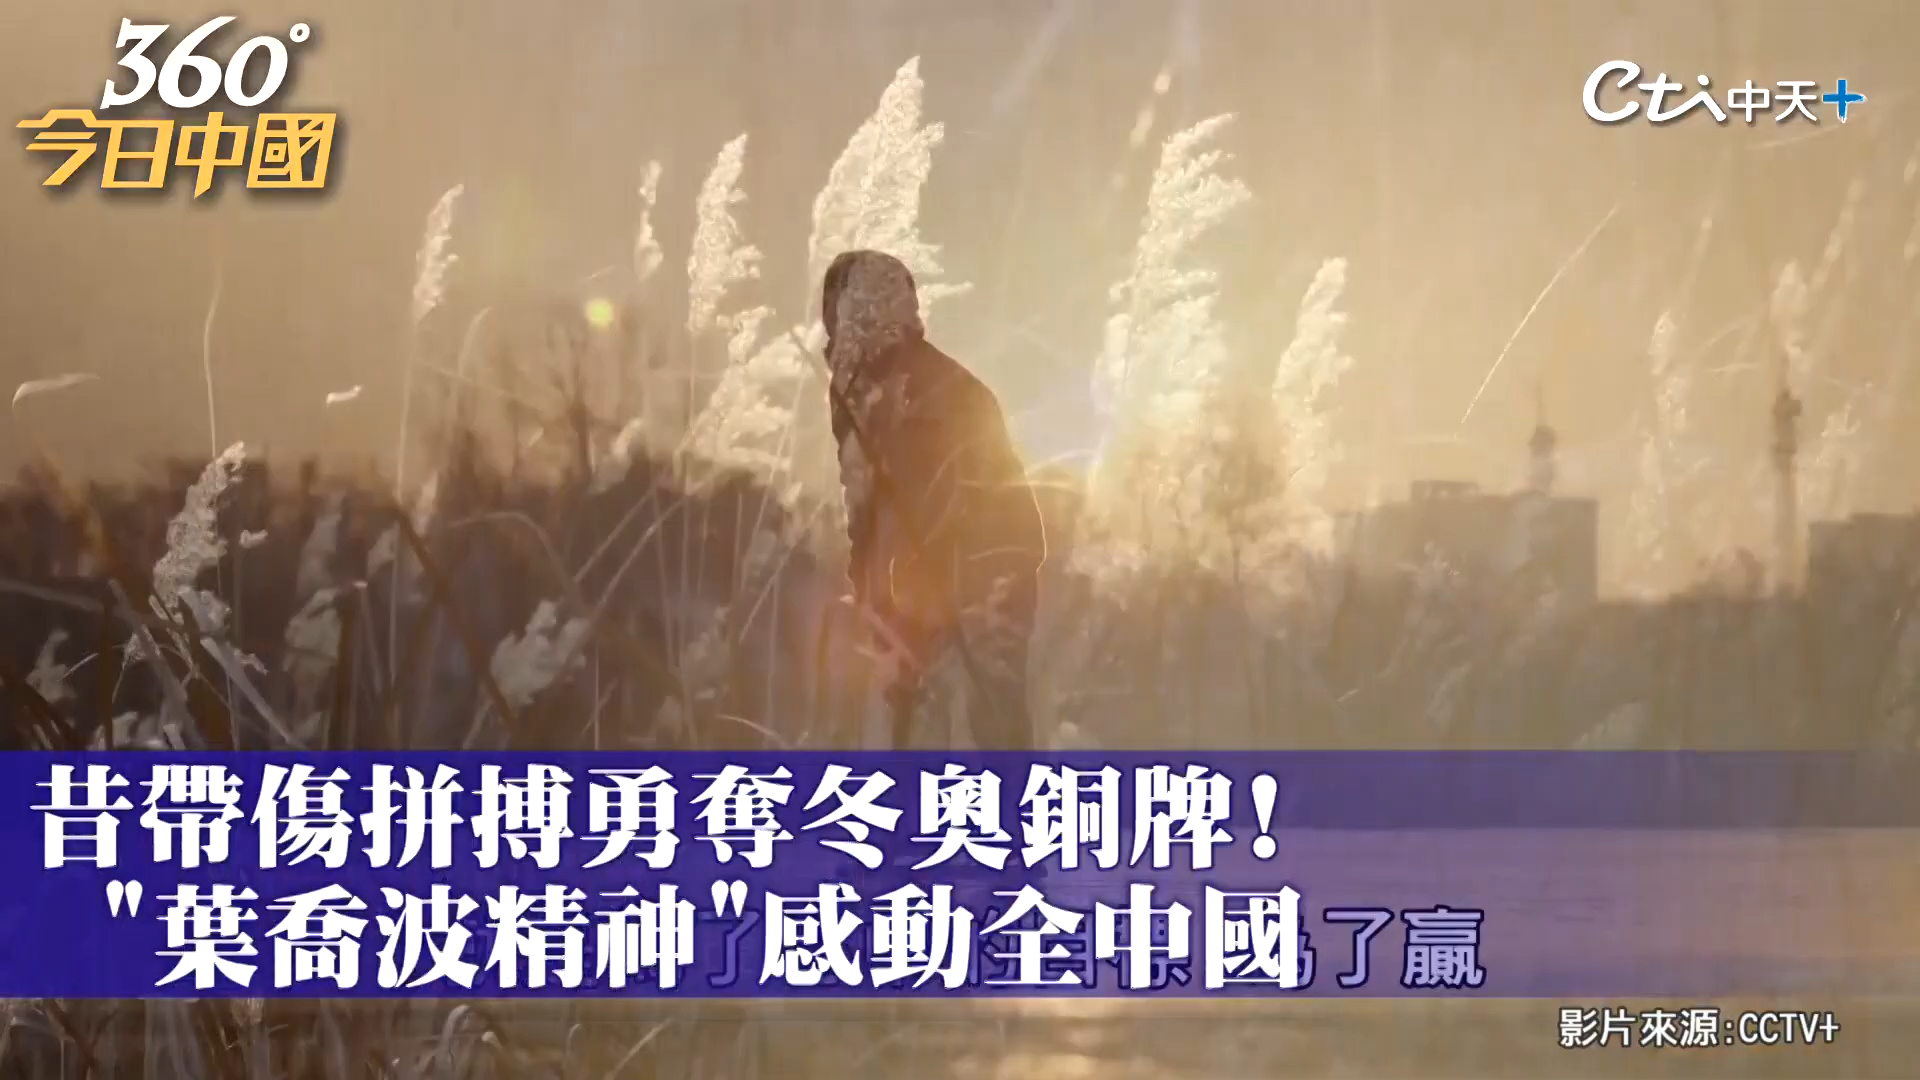 360°
今日中國
Cti中天+
昔帶傷拼搏勇奪冬奧銅牌!
"葉喬波精神"感動全中國
了贏
影片來源:CCTV+